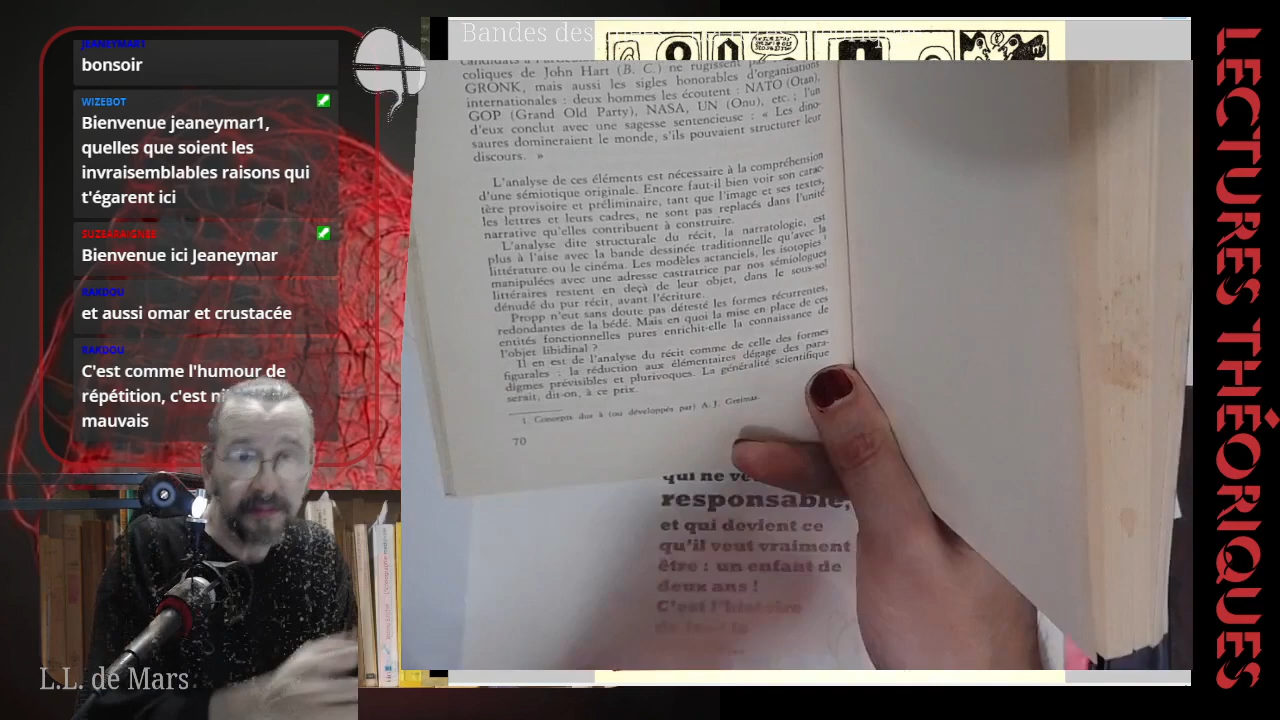 Bandes des
JEANEYMAR1
bonsoir
WIZEBOT
Bienvenue jeaneymar1,
quelles que soient les
invraisemblables raisons qui
t'égarent ici
SUZEARAIGNEE
Bienvenue ici Jeaneymar
RAKDOU
et aussi omar et crustacée
RAKDOU
C'est comme l'humour de
répétition, c'est
mauvais
L.L. de Mars
coliques de John Hart (B. C.) ne rugissent
GRONK, mais aussi les sigles honorables d'organisations
internationales : deux hommes les écoutent : NATO (Otan),
GOP (Grand Old Party), NASA, UN (Onu), etc. ; l'un
d'eux conclut avec une sagesse sentencieuse : « Les dino-
saures domineraient le monde, s'ils pouvaient structurer leur
discours. »
L'analyse de ces éléments est nécessaire à la compréhension
d'une sémiotique originale. Encore faut-il bien voir son carac-
tère provisoire et préliminaire, tant que l'image et ses textes,
les lettres et leurs cadres, ne sont pas replacés dans l'unité
narrative qu'elles contribuent à construire.
L'analyse dite structurale du récit, la narratologie, est
plus à l'aise avec la bande dessinée traditionnelle qu'avec la
littérature ou le cinéma. Les modèles actanciels, les isotopies¹
manipulées avec une adresse castratrice par nos sémiologues
littéraires restent en deçà de leur objet, dans le sous-sol
dénudé du pur récit, avant l'écriture.
Propp n'eut sans doute pas détesté les formes récurrentes,
redondantes de la bédé. Mais en quoi la mise en place de ces
entités fonctionnelles pures enrichit-elle la connaissance de
l'objet libidinal ?
Il en est de l'analyse du récit comme de celle des formes
figurales : la réduction aux élémentaires dégage des para-
digmes prévisibles et plurivoques. La généralité scientifique
serait, dit-on, à ce prix.
1. Concepts dus à (ou développés par) A.-J. Greimas.
70
qui ne
responsable,
et qui devient ce
qu'il veut vraiment
être : un enfant de
deux ans !
C'est l'histoire
LECTURES THÉORIQUES